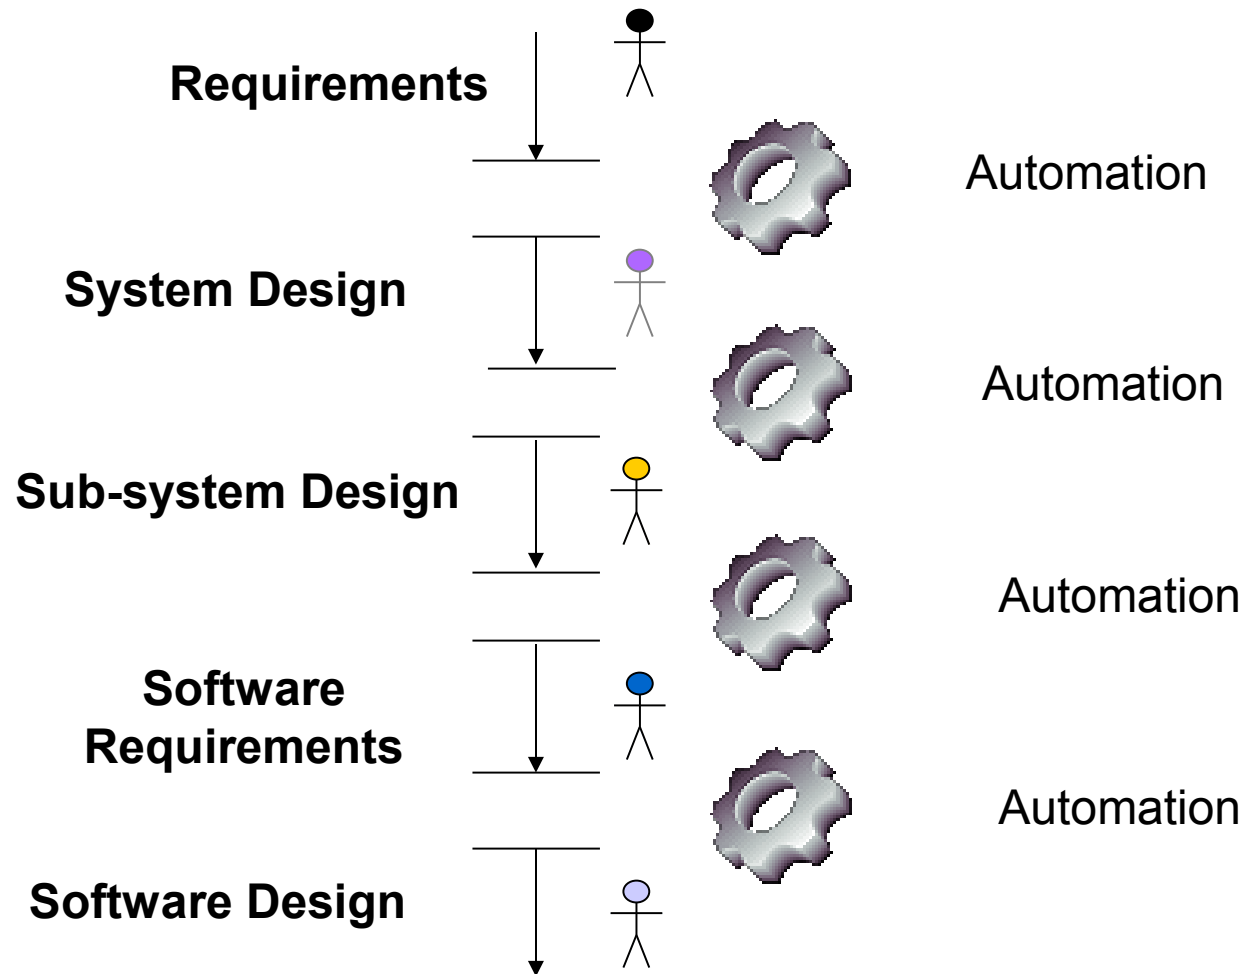 Requirements
Automation
System Design
Automation
Sub-system Design
Automation
Software
Requirements
Automation
Software Design